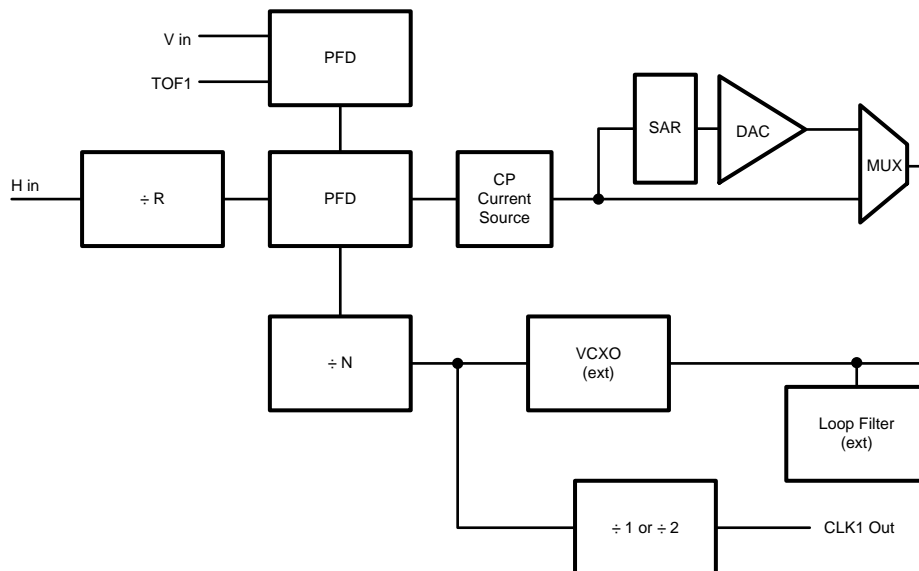 V in
PFD
TOF1
SAR
DAC
MUX
H in
÷ R
PFD
CP
Current
Source
÷ N
VCXO
(ext)
Loop Filter
(ext)
÷ 1 or ÷ 2
CLK1 Out